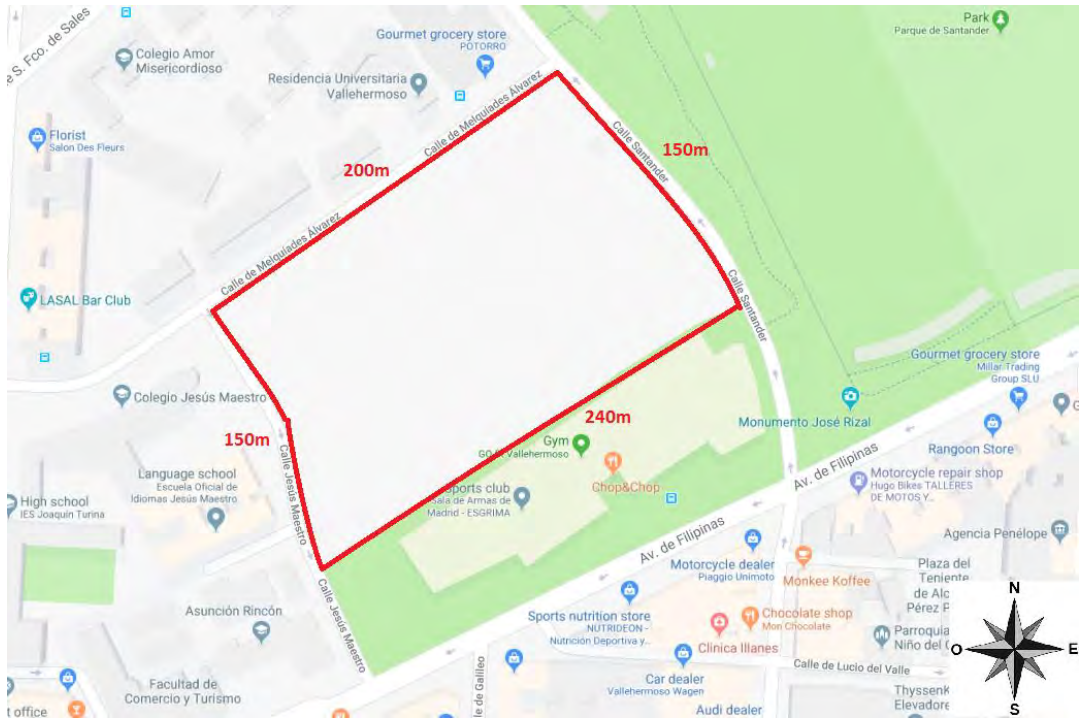 e S. Fco. de Sales
Colegio Amor
Misericordioso
Gourmet grocery store
POTORRO
Residencia Universitaria
Vallehermoso
Park
Parque de Santander
Florist
Salon Des Fleurs
Calle de Melquiades Álvarez
Calle Santander
150m
200m
Calle de Melquiades Álvarez
LASAL Bar Club
Calle Santander
Gourmet grocery store
Millar Trading
Group SLU
Colegio Jesús Maestro
150m
240m
Monumento José Rizal
Rangoon Store
Gym
Vallehermoso
Language school
Escuela Oficial de
Idiomas Jesús Maestro
Calle Jesús Maestro
Chop&Chop
Av. de Filipinas
Motorcycle repair shop
Hugo Bikes TALLERES
DE MOTOS Y...
High school
IES Joaquín Turina
Sports club
Sala de Armas de
Madrid - ESGRIMA
Av. de Filipinas
Agencia Penélope
Motorcycle dealer
Piaggio Unimoto
Monkee Koffee
Plaza del
Teniente
de Alo
Pérez P
Asunción Rincón
Calle Jesús Maestro
Sports nutrition store
NUTRIDEON -
Nutrición Deportiva y...
Chocolate shop
Mon Chocolate
Clinica Illanes
Parroquia
Niño del
N
O
E
S
Facultad de
Comercio y Turismo
lle de Galileo
Car dealer
Vallehermoso Wagen
Calle de Lucio del Valle
Thyssenk
Elevadore
t office
Audi dealer